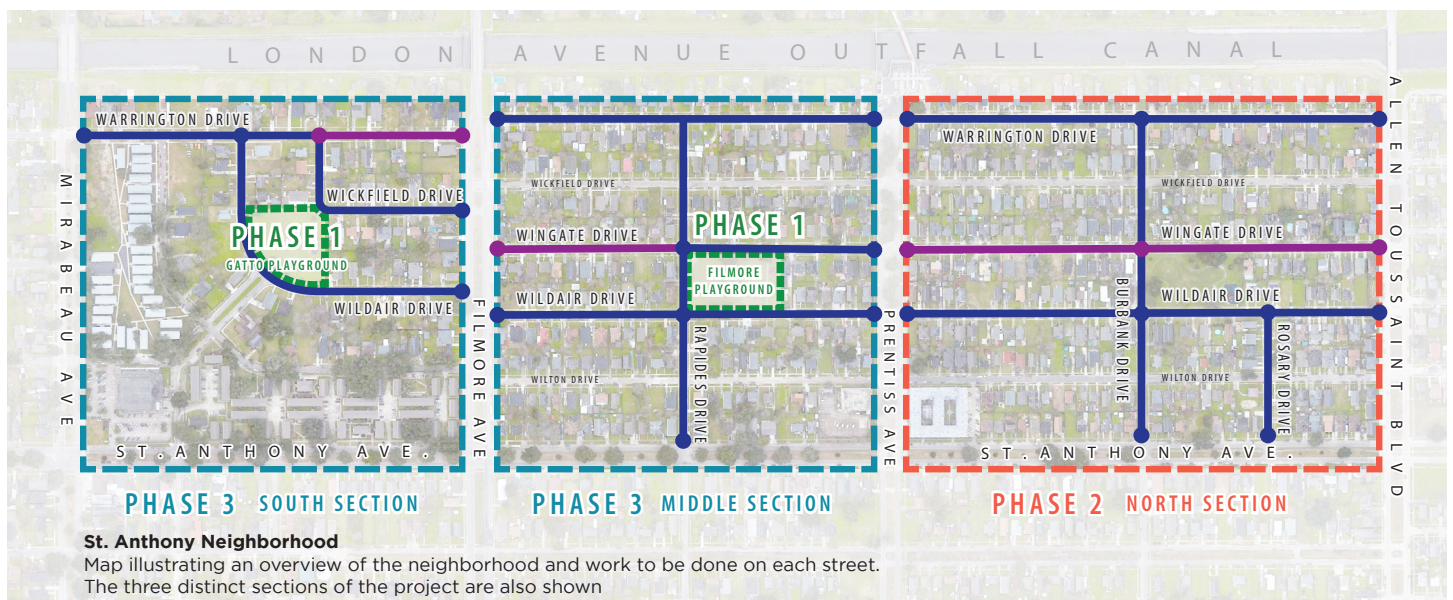 LONDON AVENUE OUTFALL CANAL
MIRABEAU AVE
WARRINGTON DRIVE
WICKFIELD DRIVE
PHASE 1
GATTO PLAYGROUND
WILDAIR DRIVE
ST. ANTHONY AVE.
FILMORE AVE
WICKFIELD DRIVE
WINGATE DRIVE
PHASE 1
FILMORE
PLAYGROUND
WILDAIR DRIVE
RAPIDES DRIVE
WILTON DRIVE
PRENTISS AVE
WARRINGTON DRIVE
WICKFIELD DRIVE
WINGATE DRIVE
BURBANK DRIVE
WILDAIR DRIVE
ROSARY DRIVE
WILTON DRIVE
ST. ANTHONY AVE.
ALLEN TOUSSAINT BLVD
PHASE 3 SOUTH SECTION
PHASE 3 MIDDLE SECTION
PHASE 2 NORTH SECTION
St. Anthony Neighborhood
Map illustrating an overview of the neighborhood and work to be done on each street.
The three distinct sections of the project are also shown